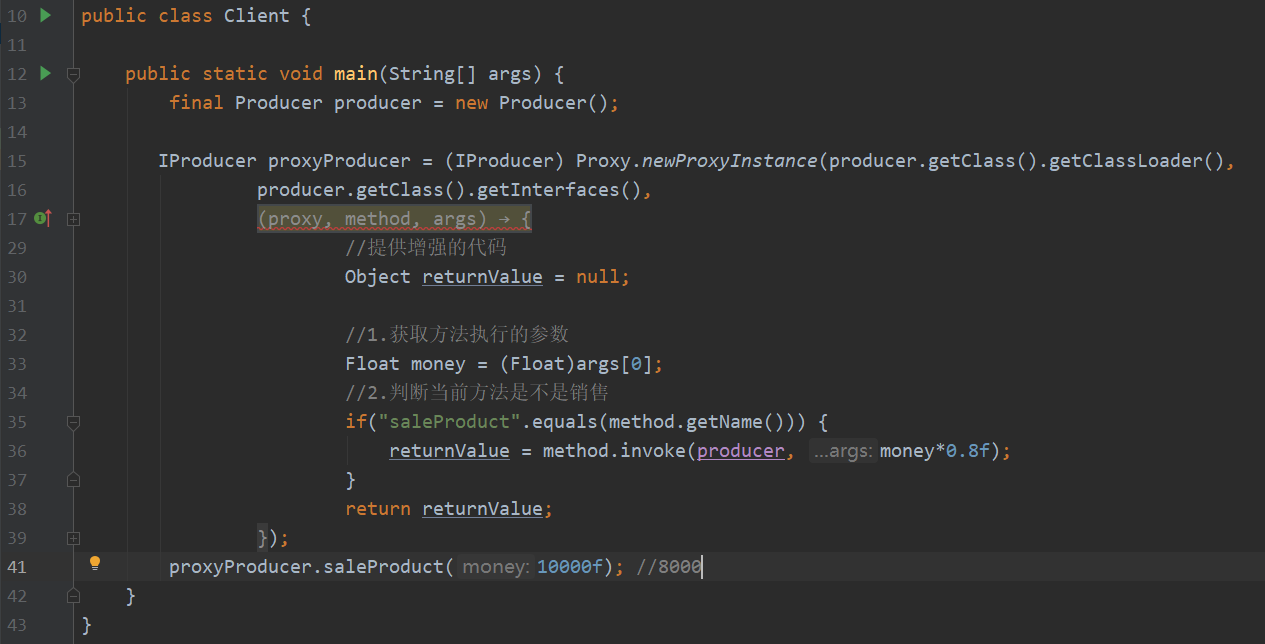 10 public class Client {
11
12 public static void main(String[] args) {
13 final Producer producer = new Producer();
14
15 IProducer proxyProducer = (IProducer) Proxy.newProxyInstance(producer.getClass().getClassLoader(),
16 producer.getClass().getInterfaces(),
17 (proxy, method, args) → {
29 //提供增强的代码
30 Object returnValue = null;
31
32 //1.获取方法执行的参数
33 Float money = (Float)args[0];
34 //2.判断当前方法是不是销售
35 if("saleProduct".equals(method.getName())) {
36 returnValue = method.invoke(producer, ...args: money*0.8f);
37 }
38 return returnValue;
39 });
41 proxyProducer.saleProduct( money: 10000f); //8000
42 }
43 }